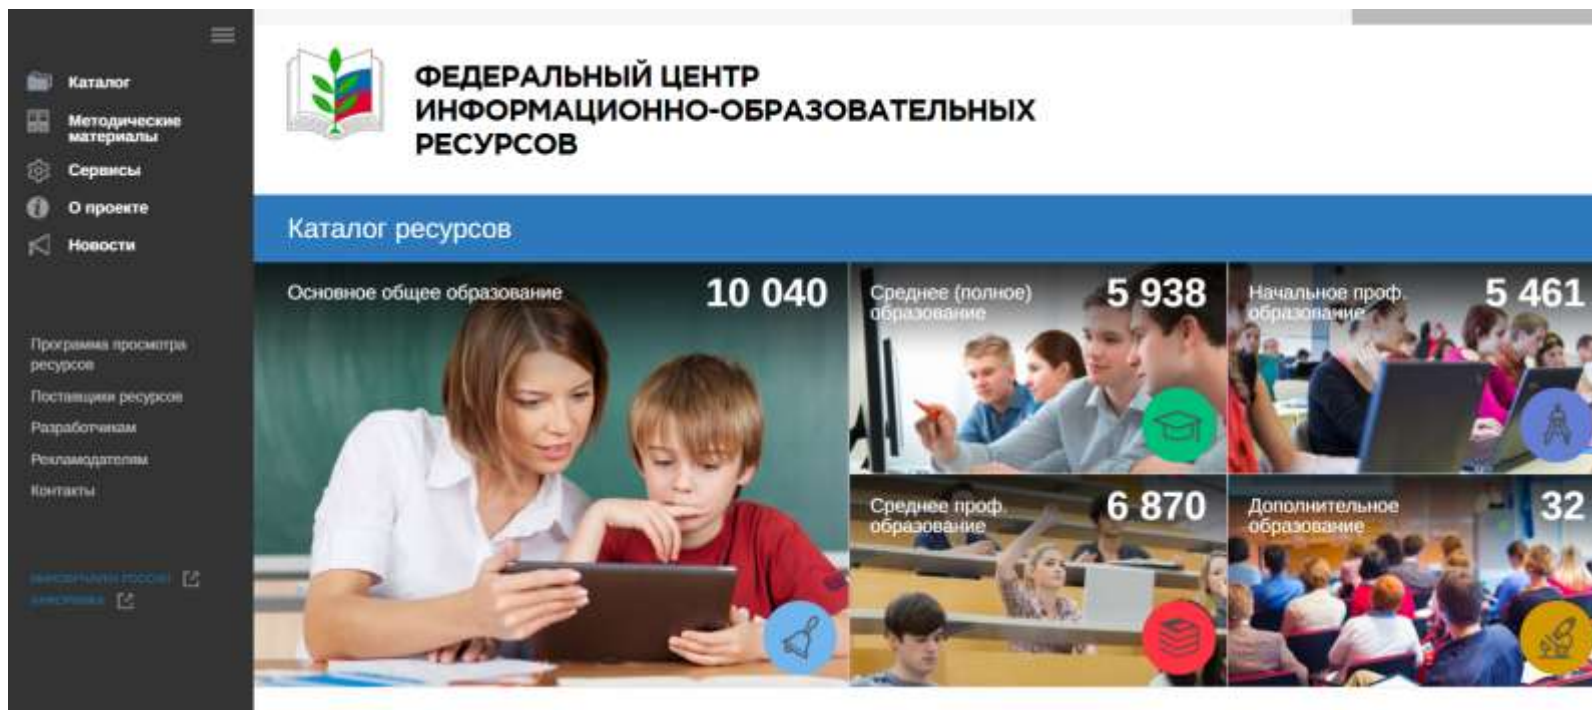 Каталог
Методические
материалы
Сервисы
О проекте
Новости
Программа просмотра
ресурсов
Поставщики ресурсов
Разработчикам
Рекламодателям
Контакты
ФЕДЕРАЛЬНЫЙ ЦЕНТР
ИНФОРМАЦИОННО-ОБРАЗОВАТЕЛЬНЫХ
РЕСУРСОВ
Каталог ресурсов
Основное общее образование
10 040
Среднее (полное)
образование
5 938
Начальное проф.
образование
5 461
Среднее проф.
образование
6 870
Дополнительное
образование
32